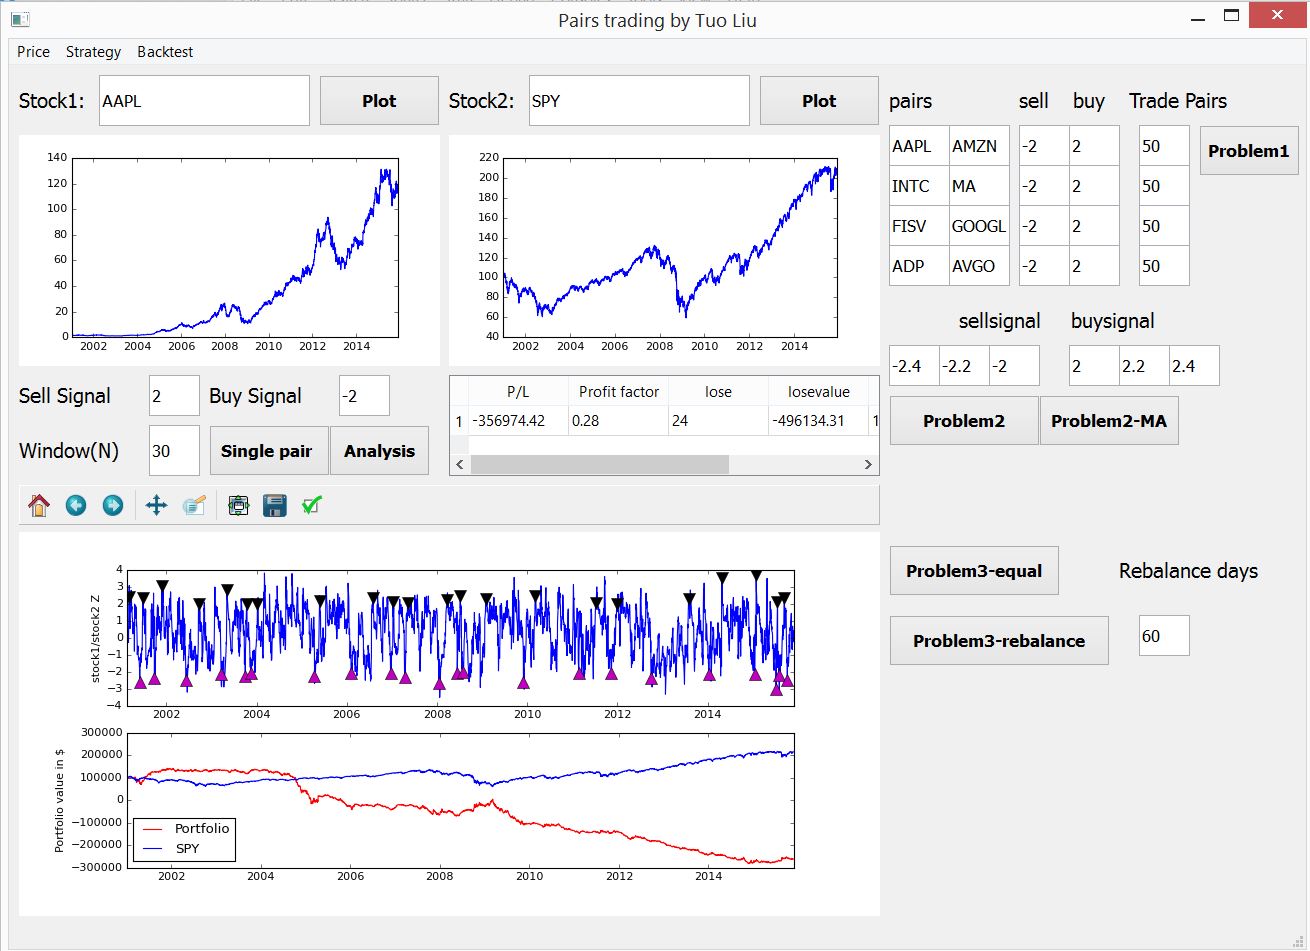 Pairs trading by Tuo Liu
Price Strategy Backtest
Stock1: AAPL Plot Stock2: SPY Plot
pairs sell buy Trade Pairs
AAPL AMZN -2 2 50 Problem1
INTC MA -2 2 50
FISV GOOGL -2 2 50
ADP AVGO -2 2 50
140
120
100
80
60
40
20
0
2002 2004 2006 2008 2010 2012 2014
220
200
180
160
140
120
100
80
60
40
2002 2004 2006 2008 2010 2012 2014
sellsignal buysignal
-2.4 -2.2 -2 2 2.2 2.4
Problem2 Problem2-MA
Sell Signal 2 Buy Signal -2
Window(N) 30 Single pair Analysis
P/L Profit factor lose losevalue
1 -356974.42 0.28 24 -496134.31 1
Problem3-equal Rebalance days
Problem3-rebalance 60
stock1/stock2 Z
4
3
2
1
0
−1
−2
−3
−4
2002 2004 2006 2008 2010 2012 2014
Portfolio value in $
300000
200000
100000
0
−100000
−200000
−300000
Portfolio
SPY
2002 2004 2006 2008 2010 2012 2014